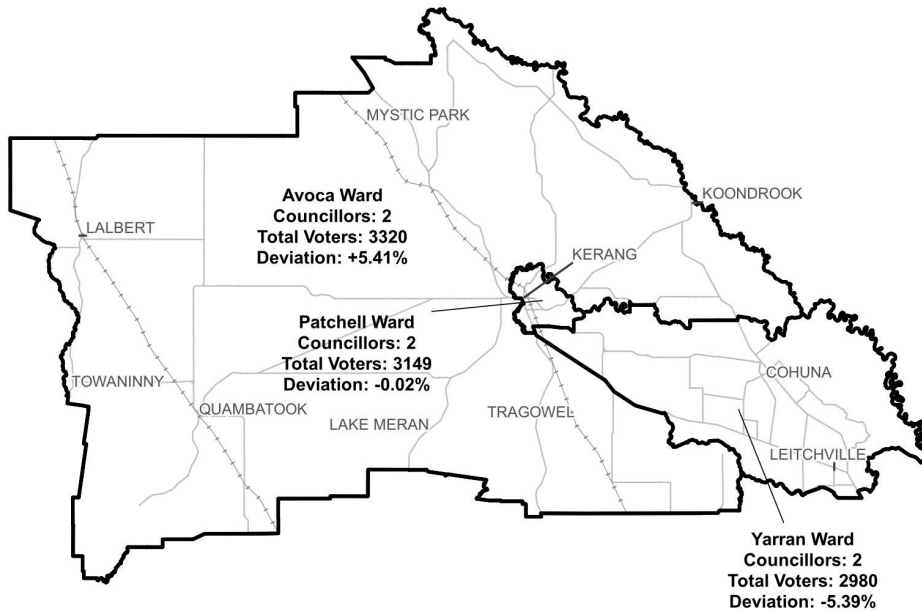 MYSTIC PARK
Avoca Ward
Councillors: 2
Total Voters: 3320
Deviation: +5.41%
KOONDROOK
LALBERT
KERANG
Patchell Ward
Councillors: 2
Total Voters: 3149
Deviation: -0.02%
COHUNA
TOWANINNY
QUAMBATOOK
LAKE MERAN
TRAGOWEL
LEITCHVILLE
Yarran Ward
Councillors: 2
Total Voters: 2980
Deviation: -5.39%